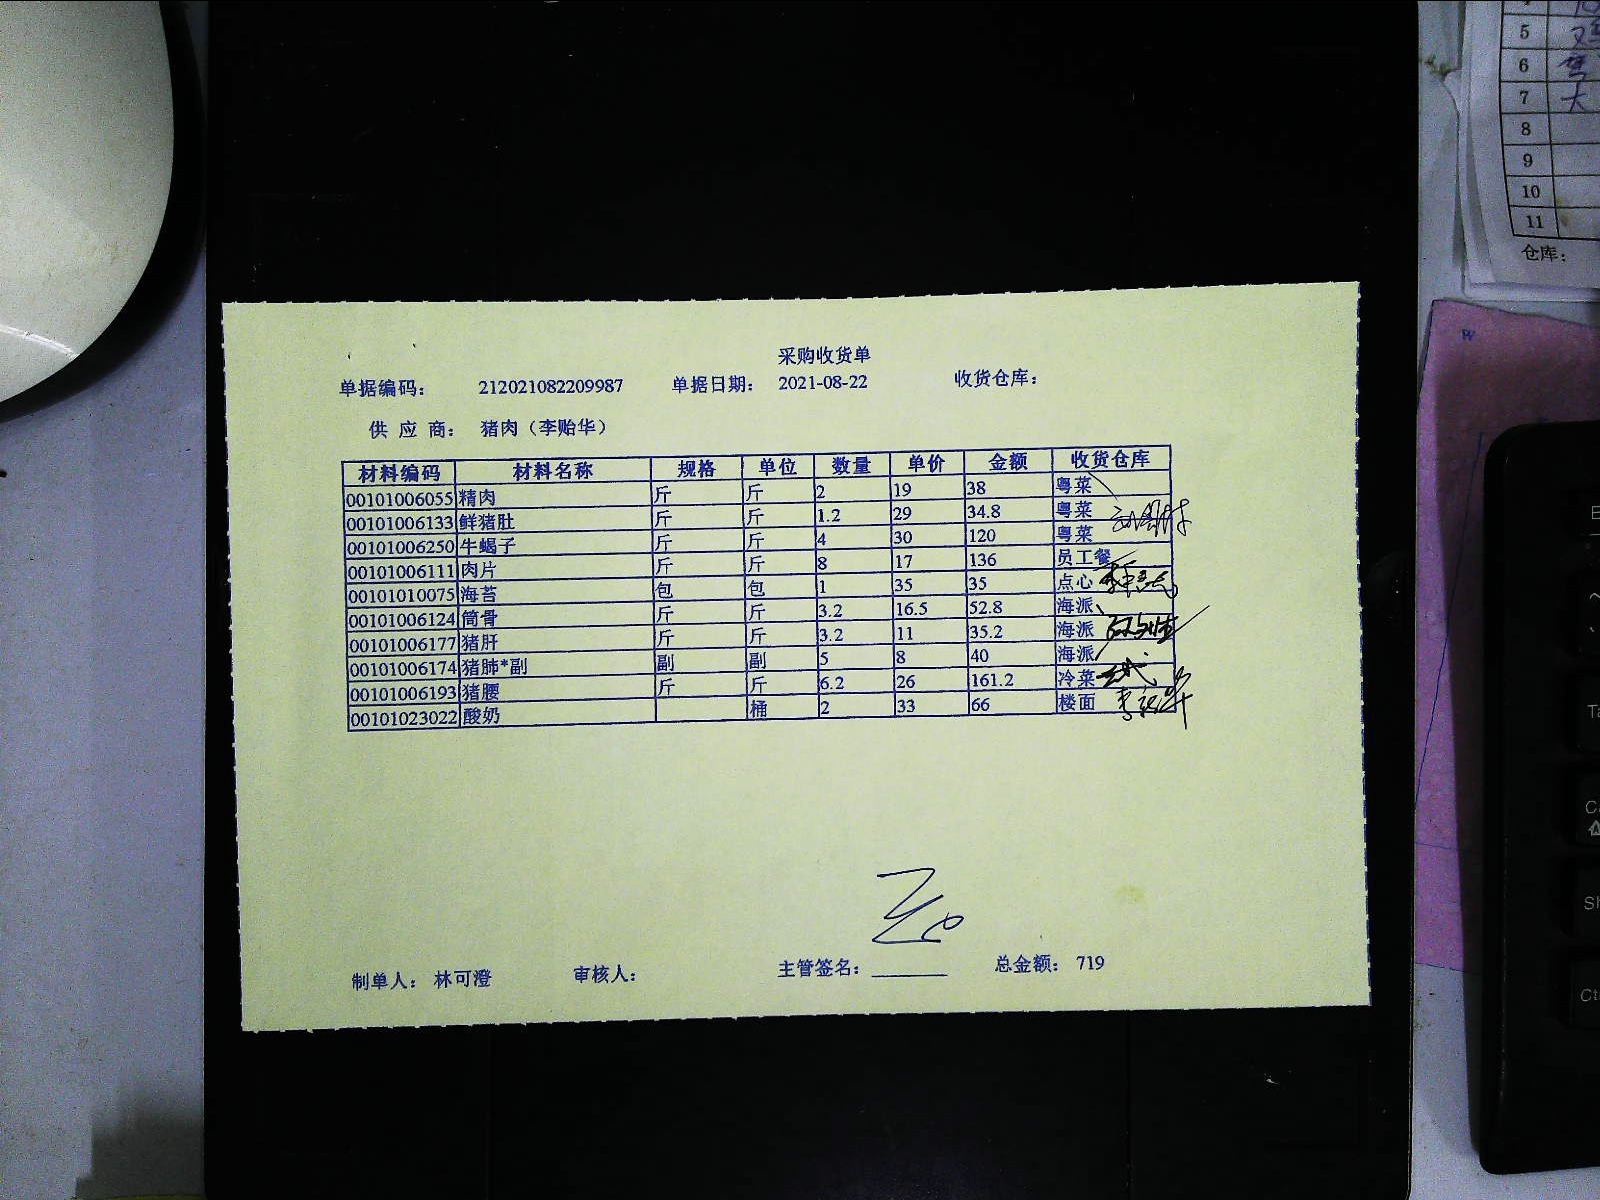 采购收货单
单据编码： 212021082209987 单据日期： 2021-08-22 收货仓库：
供 应 商： 猪肉（李贻华）
材料编码 材料名称 规格 单位 数量 单价 金额 收货仓库
00101006055 精肉 斤 斤 2 19 38 粤菜
00101006133 鲜猪肚 斤 斤 1.2 29 34.8 粤菜
00101006250 牛蝎子 斤 斤 4 30 120 粤菜
00101006111 肉片 斤 斤 8 17 136 员工餐
00101010075 海苔 包 包 1 35 35 点心
00101006124 筒骨 斤 斤 3.2 16.5 52.8 海派
00101006177 猪肝 斤 斤 3.2 11 35.2 海派
00101006174 猪肺*副 副 副 5 8 40 海派
00101006193 猪腰 斤 斤 6.2 26 161.2 冷菜
00101023022 酸奶 桶 2 33 66 楼面
制单人： 林可澄 审核人： 主管签名： 总金额： 719
5
6
7 大
8
9
10
11
仓库：